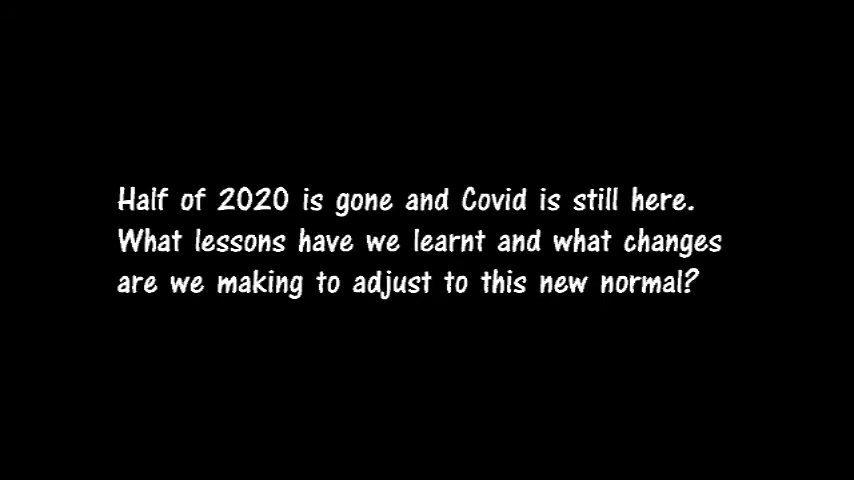 Half of 2020 is gone and Covid is still here.
What lessons have we learnt and what changes
are we making to adjust to this new normal?